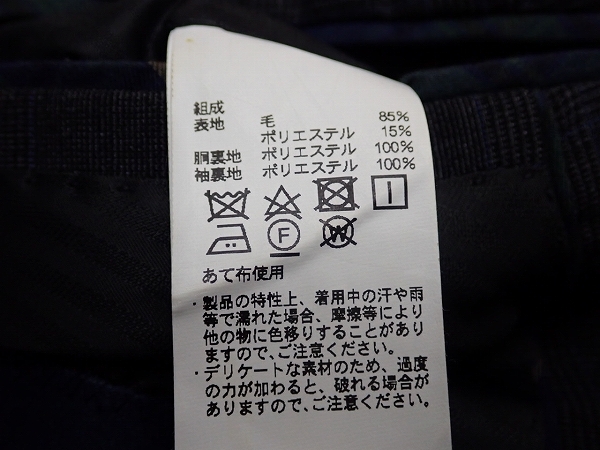 組成
表地 毛 85%
ポリエステル 15%
胴裏地 ポリエステル 100%
袖裏地 ポリエステル 100%
F W
あて布使用
・製品の特性上、着用中の汗や雨
等で濡れた場合、摩擦等により
他の物に色移りすることがあり
ますので、ご注意ください。
・デリケートな素材のため、過度
の力が加わると、破れる場合が
ありますので、ご注意ください。